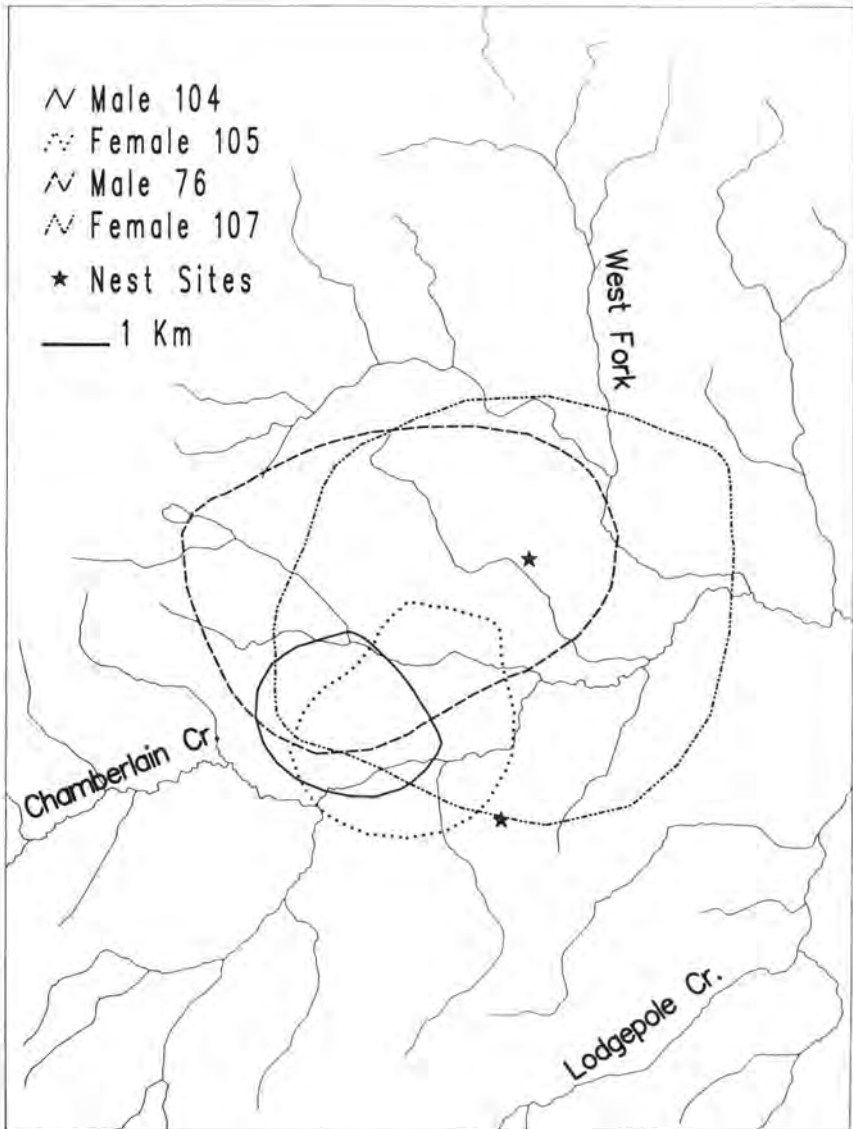 Male 104
Female 105
Male 76
Female 107
Nest Sites
1 Km
West Fork
Chamberlain Cr.
Lodgepole Cr.